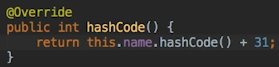 @Override
public int hashCode() {
return this.name.hashCode() + 31;
}